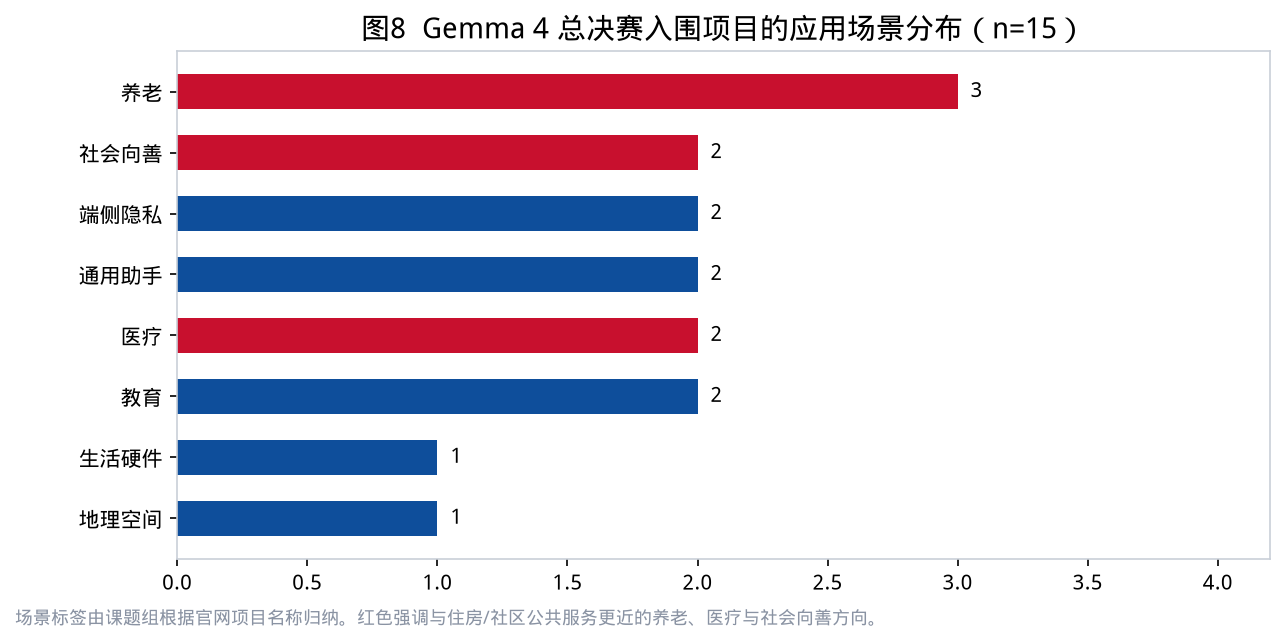 图8  Gemma 4 总决赛入围项目的应用场景分布（n=15）
养老 3
社会向善 2
端侧隐私 2
通用助手 2
医疗 2
教育 2
生活硬件 1
地理空间 1
0.0 0.5 1.0 1.5 2.0 2.5 3.0 3.5 4.0
场景标签由课题组根据官网项目名称归纳。红色强调与住房/社区公共服务更近的养老、医疗与社会向善方向。